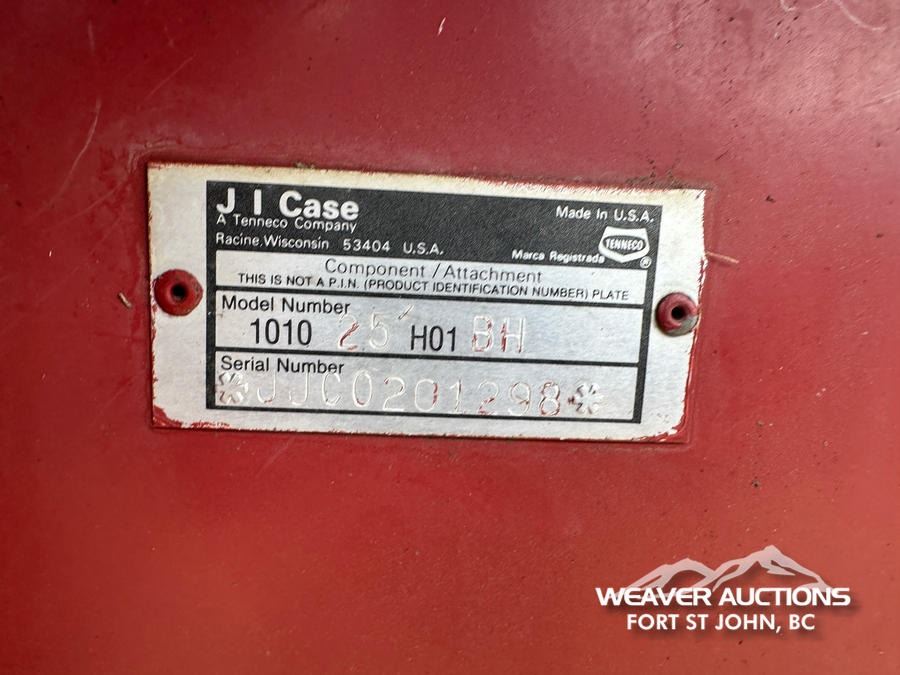 J I Case
A Tenneco Company
Racine, Wisconsin 53404 U.S.A.
Made In U.S.A.
TENNECO
Marca Registrada ®
Component/Attachment
THIS IS NOT A P.I.N. (PRODUCT IDENTIFICATION NUMBER) PLATE
Model Number
1010 25 H01 BH
Serial Number
*JJC0201298*
WEAVER AUCTIONS
FORT ST JOHN, BC